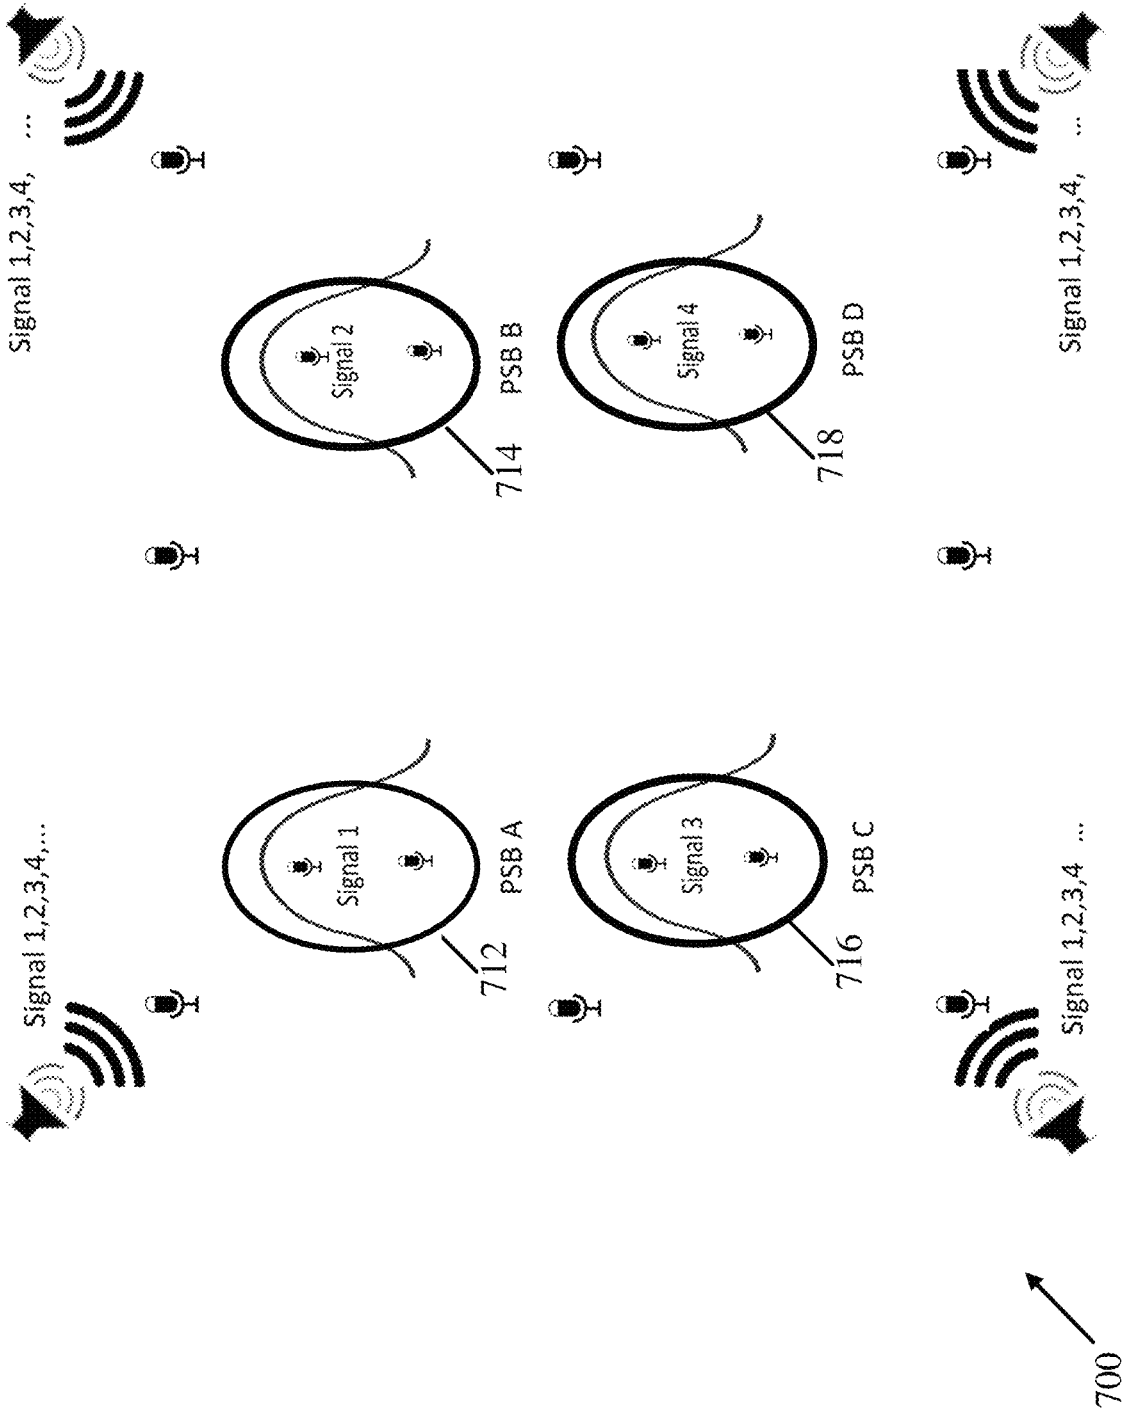 Signal 1,2,3,4,...
Signal 1,2,3,4, ...
Signal 1
Signal 2
712
PSB A
714
PSB B
Signal 3
Signal 4
716
PSB C
718
PSB D
Signal 1,2,3,4 ...
Signal 1,2,3,4, ...
700